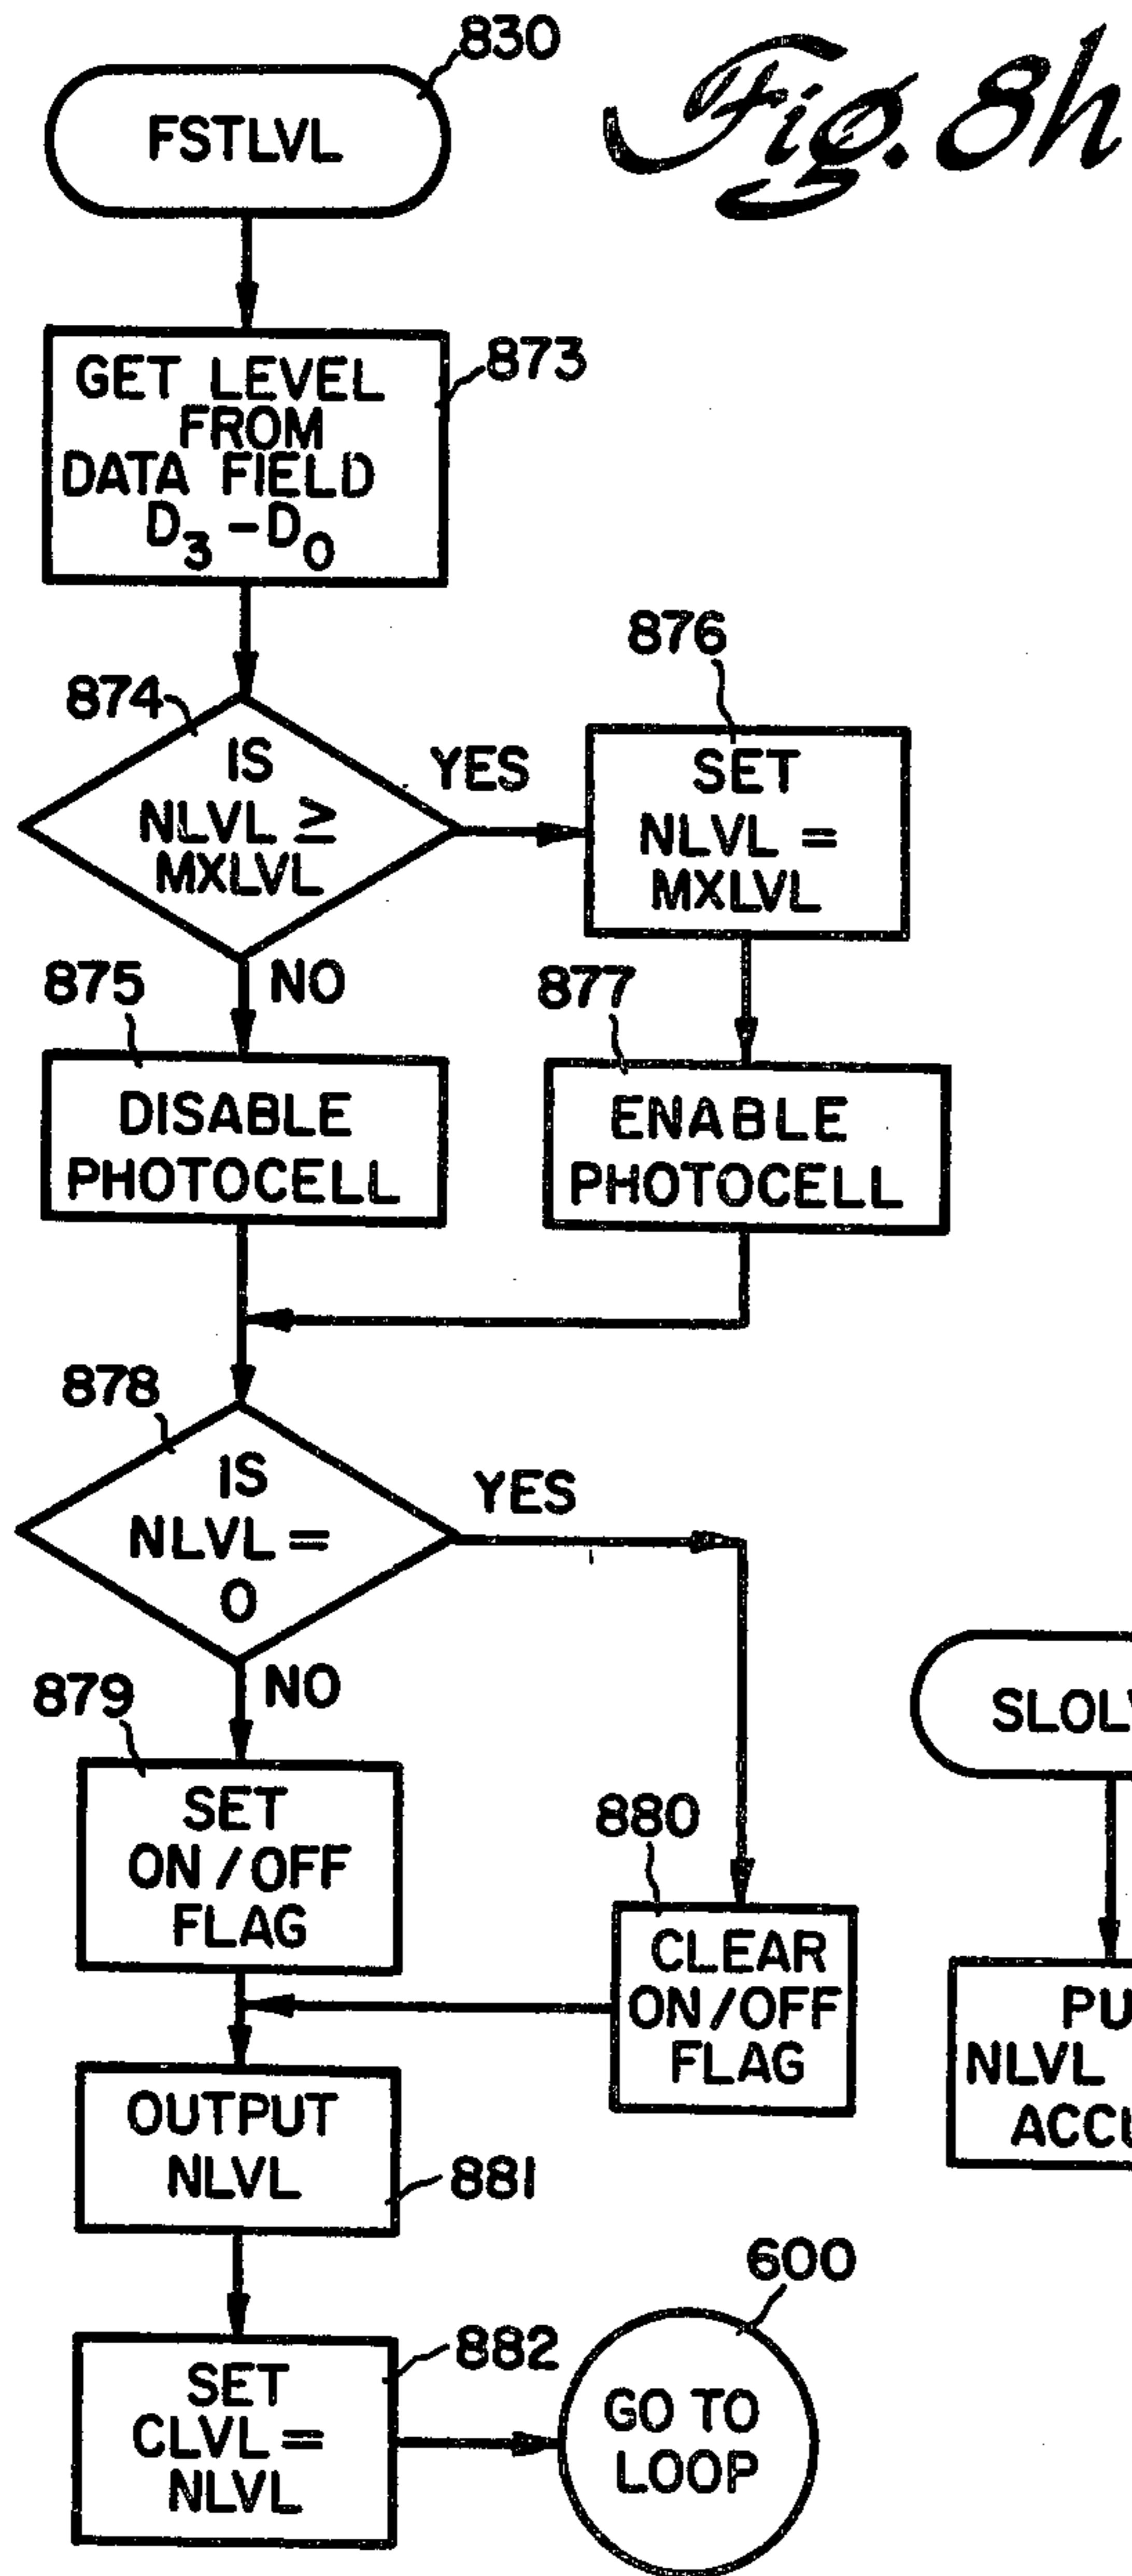 830
Fig. 8h
FSTLVL
873
GET LEVEL
FROM
DATA FIELD
D₃ – D₀
874
IS
NLVL ≥
MXLVL
YES
NO
876
SET
NLVL =
MXLVL
875
DISABLE
PHOTOCELL
877
ENABLE
PHOTOCELL
878
IS
NLVL =
0
YES
NO
879
SET
ON/OFF
FLAG
880
CLEAR
ON/OFF
FLAG
OUTPUT
NLVL
881
882
SET
CLVL =
NLVL
600
GO TO
LOOP
NLVL